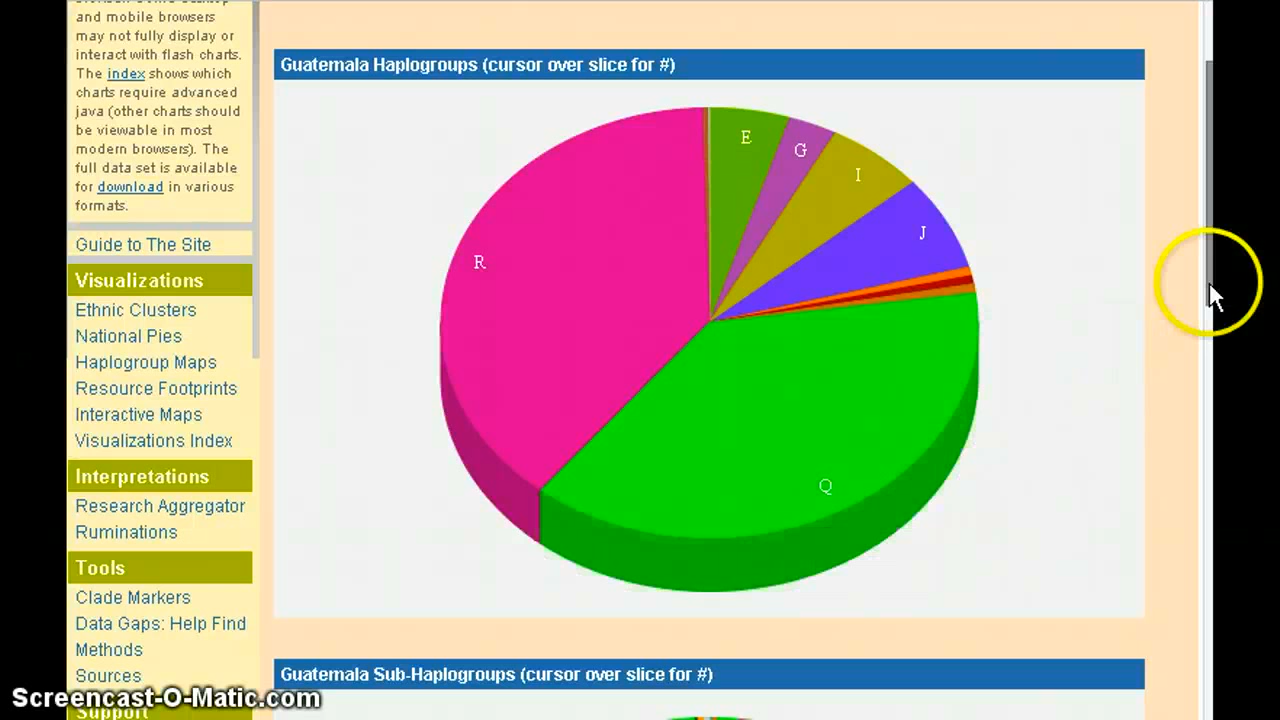 and mobile browsers
may not fully display or
interact with flash charts.
The index shows which
charts require advanced
java (other charts should
be viewable in most
modern browsers). The
full data set is available
for download in various
formats.
Guide to The Site
Visualizations
Ethnic Clusters
National Pies
Haplogroup Maps
Resource Footprints
Interactive Maps
Visualizations Index
Interpretations
Research Aggregator
Ruminations
Tools
Clade Markers
Data Gaps: Help Find
Methods
Sources
Support
Guatemala Haplogroups (cursor over slice for #)
E
G
I
J
R
Q
Guatemala Sub-Haplogroups (cursor over slice for #)
Screencast-O-Matic.com